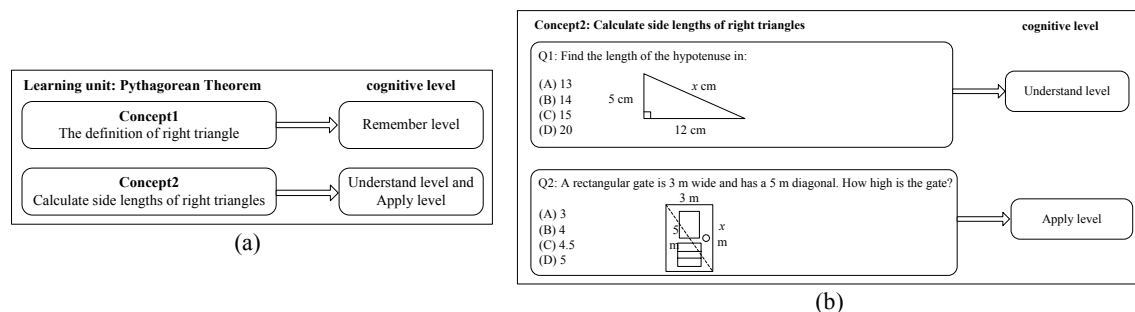 Learning unit: Pythagorean Theorem
cognitive level
Concept1
The definition of right triangle
Remember level
Concept2
Calculate side lengths of right triangles
Understand level and
Apply level
(a)
Concept2: Calculate side lengths of right triangles
cognitive level
Q1: Find the length of the hypotenuse in:
(A) 13
(B) 14
(C) 15
(D) 20
5 cm
x cm
12 cm
Understand level
Q2: A rectangular gate is 3 m wide and has a 5 m diagonal. How high is the gate?
(A) 3
(B) 4
(C) 4.5
(D) 5
3 m
5
m
x
m
Apply level
(b)